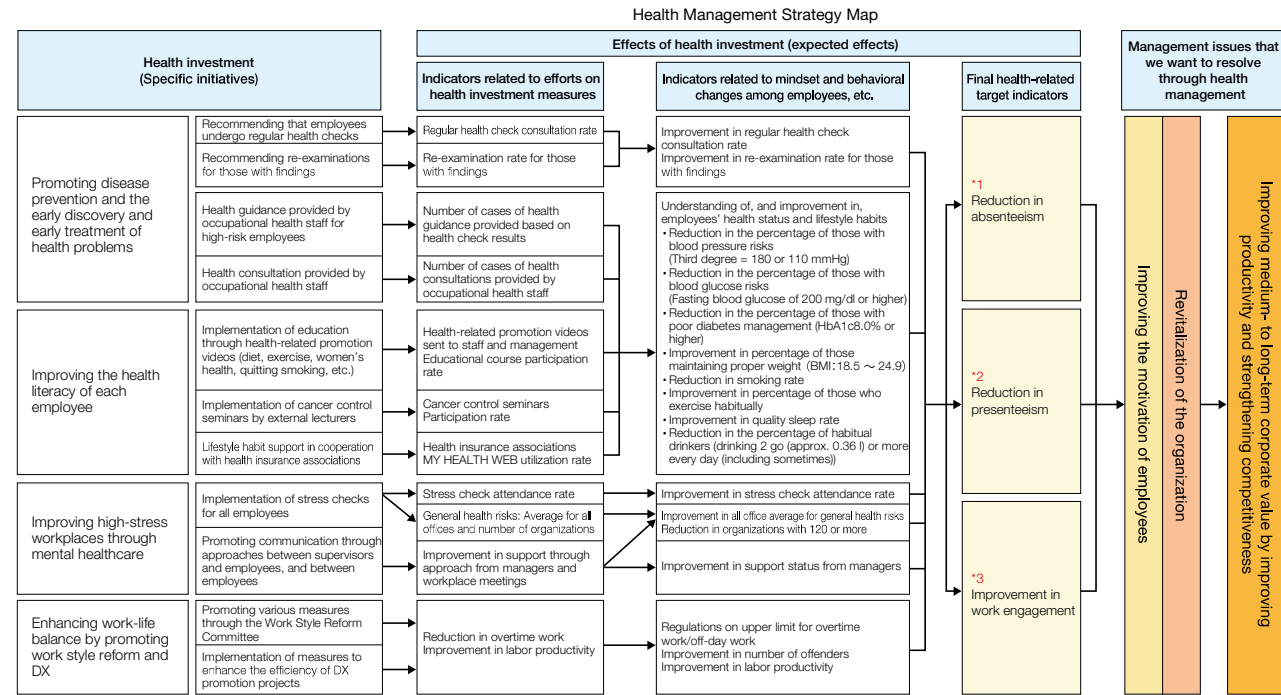 Health Management Strategy Map
Health investment
(Specific initiatives)
Effects of health investment (expected effects)
Management issues that
we want to resolve
through health
management
Indicators related to efforts on
health investment measures
Indicators related to mindset and behavioral
changes among employees, etc.
Final health-related
target indicators
Promoting disease
prevention and the
early discovery and
early treatment of
health problems
Recommending that employees
undergo regular health checks
Regular health check consultation rate
Recommending re-examinations
for those with findings
Re-examination rate for those
with findings
Improvement in regular health check
consultation rate
Improvement in re-examination rate for those
with findings
Health guidance provided by
occupational health staff for
high-risk employees
Number of cases of health
guidance provided based on
health check results
Health consultation provided by
occupational health staff
Number of cases of health
consultations provided by
occupational health staff
Improving the health
literacy of each
employee
Implementation of education
through health-related promotion
videos (diet, exercise, women's
health, quitting smoking, etc.)
Health-related promotion videos
sent to staff and management
Educational course participation
rate
Implementation of cancer control
seminars by external lecturers
Cancer control seminars
Participation rate
Lifestyle habit support in cooperation
with health insurance associations
Health insurance associations
MY HEALTH WEB utilization rate
Understanding of, and improvement in,
employees' health status and lifestyle habits
• Reduction in the percentage of those with
blood pressure risks
(Third degree = 180 or 110 mmHg)
• Reduction in the percentage of those with
blood glucose risks
(Fasting blood glucose of 200 mg/dl or higher)
• Reduction in the percentage of those with
poor diabetes management (HbA1c8.0% or
higher)
• Improvement in percentage of those
maintaining proper weight (BMI:18.5 ～ 24.9)
• Reduction in smoking rate
• Improvement in percentage of those who
exercise habitually
• Improvement in quality sleep rate
• Reduction in the percentage of habitual
drinkers (drinking 2 go (approx. 0.36 l) or more
every day (including sometimes))
Improving high-stress
workplaces through
mental healthcare
Implementation of stress checks
for all employees
Stress check attendance rate
Improvement in stress check attendance rate
General health risks: Average for all
offices and number of organizations
Improvement in all office average for general health risks
Reduction in organizations with 120 or more
Promoting communication through
approaches between supervisors
and employees, and between
employees
Improvement in support through
approach from managers and
workplace meetings
Improvement in support status from managers
Enhancing work-life
balance by promoting
work style reform and
DX
Promoting various measures
through the Work Style Reform
Committee
Implementation of measures to
enhance the efficiency of DX
promotion projects
Reduction in overtime work
Improvement in labor productivity
Regulations on upper limit for overtime
work/off-day work
Improvement in number of offenders
Improvement in labor productivity
*1
Reduction in
absenteeism
*2
Reduction in
presenteeism
*3
Improvement in
work engagement
Improving the motivation of employees
Revitalization of the organization
Improving medium- to long-term corporate value by improving
productivity and strengthening competitiveness